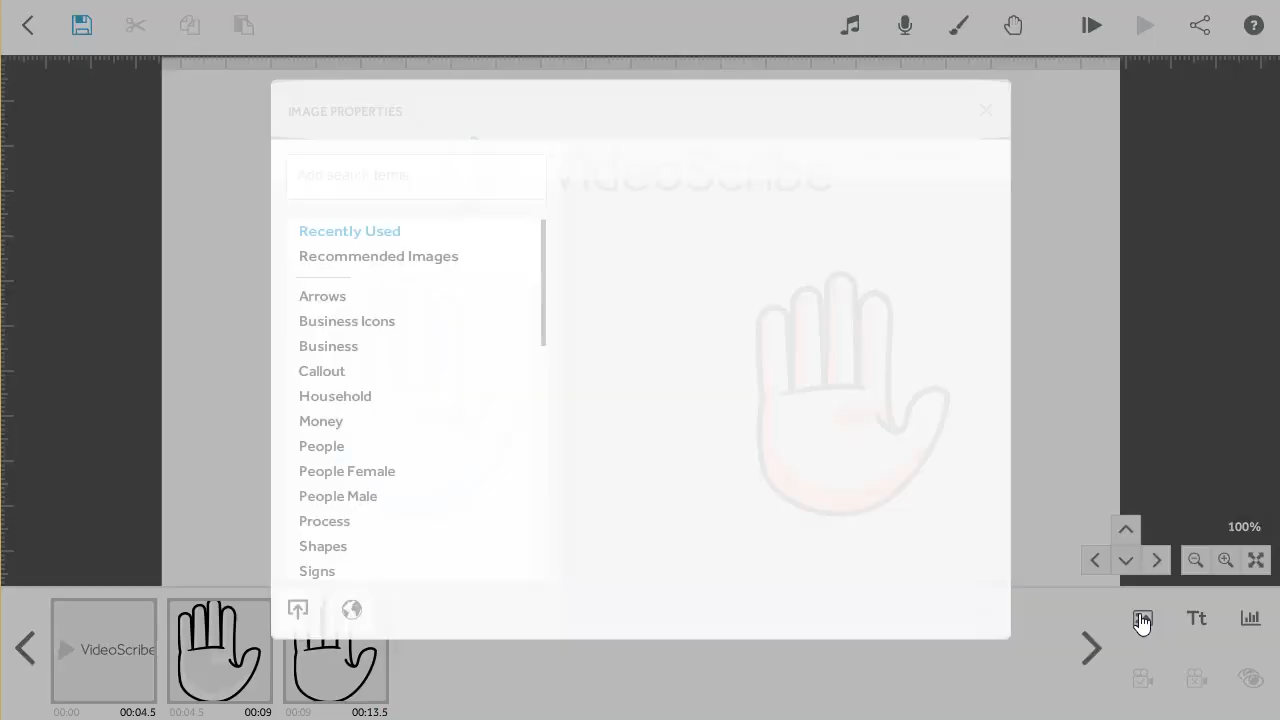 IMAGE PROPERTIES
Add search items
VideoScribe
Recently Used
Recommended Images
Arrows
Business Icons
Business
Callout
Household
Money
People
People Female
People Male
Process
Shapes
Signs
100%
Tt
VideoScribe
00:00 00:04.5
00:04.5 00:09
00:09 00:13.5